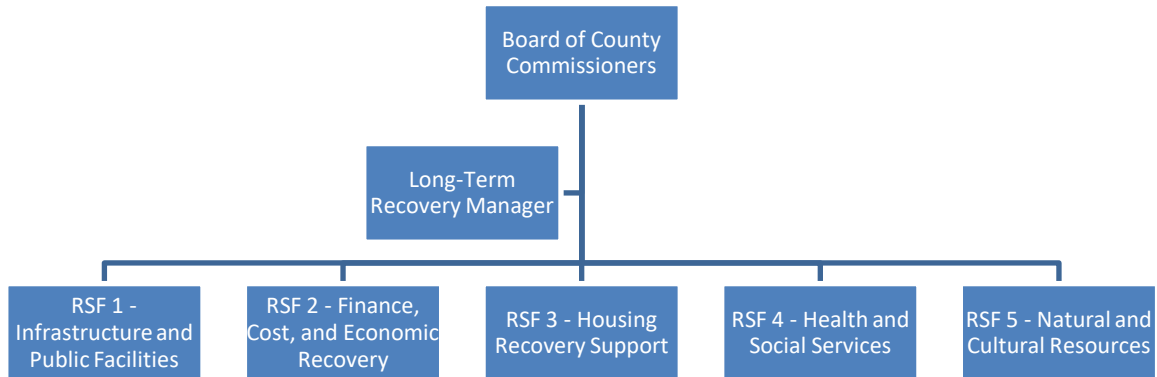 Board of County
Commissioners
Long-Term
Recovery Manager
RSF 1 -
Infrastructure and
Public Facilities
RSF 2 - Finance,
Cost, and Economic
Recovery
RSF 3 - Housing
Recovery Support
RSF 4 - Health and
Social Services
RSF 5 - Natural and
Cultural Resources